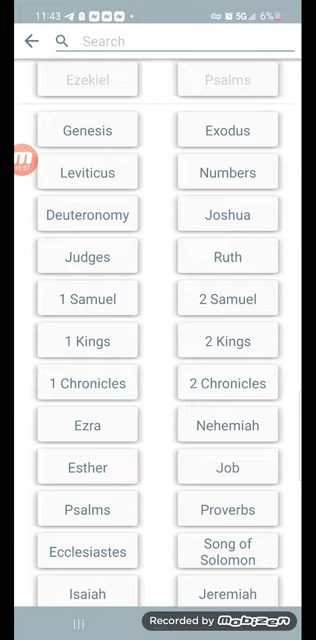 11:43 5G 6%
Search
Ezekiel Psalms
Genesis Exodus
Leviticus Numbers
Deuteronomy Joshua
Judges Ruth
1 Samuel 2 Samuel
1 Kings 2 Kings
1 Chronicles 2 Chronicles
Ezra Nehemiah
Esther Job
Psalms Proverbs
Ecclesiastes Song of
Solomon
Isaiah Jeremiah
Recorded by Mobizen